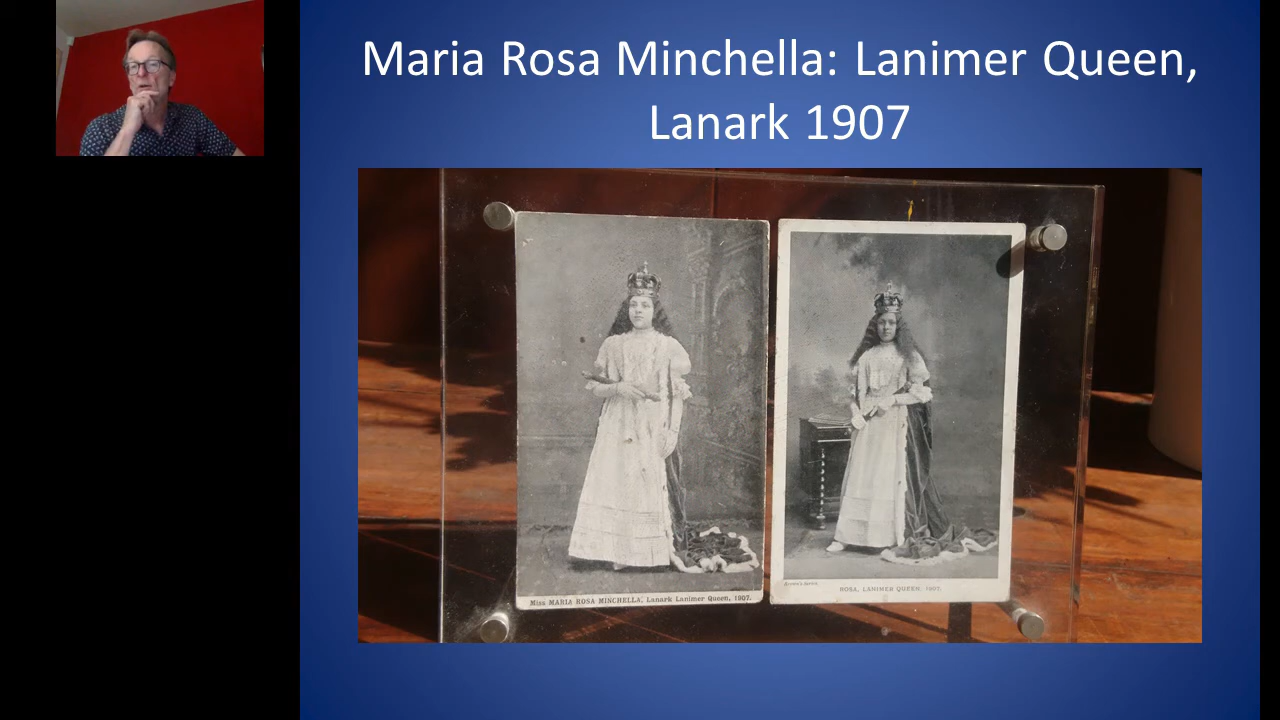 Maria Rosa Minchella: Lanimer Queen,
Lanark 1907
Miss MARIA ROSA MINCHELLA, Lanark Lanimer Queen, 1907.
ROSA, LANIMER QUEEN, 1907.